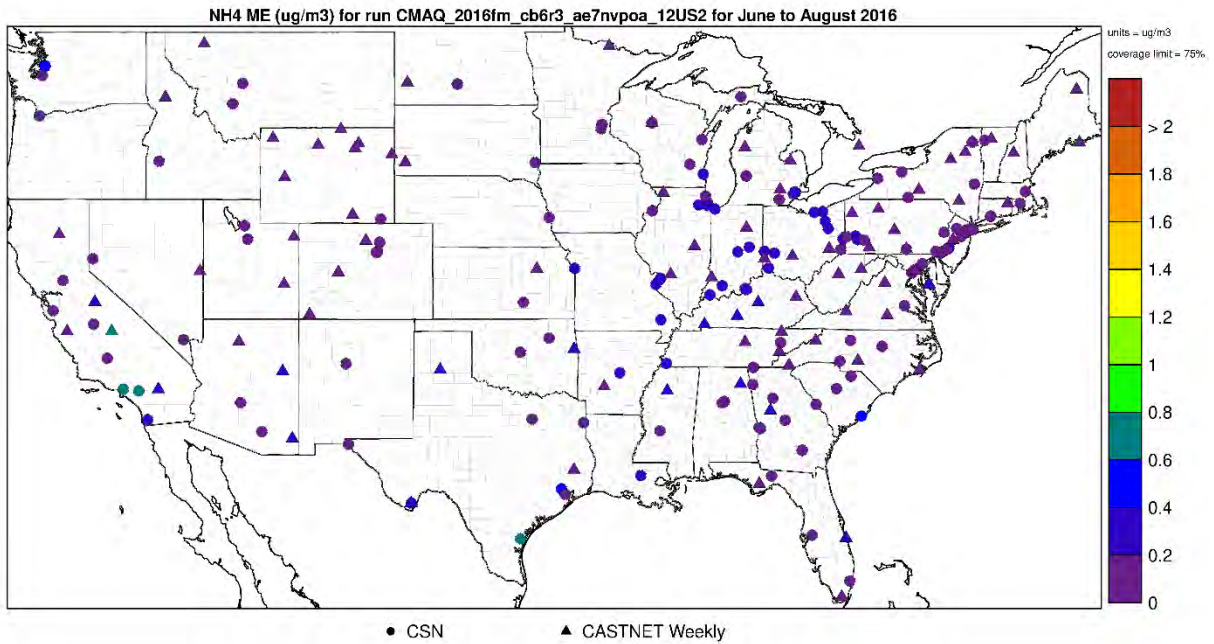 NH4 ME (ug/m3) for run CMAQ_2016fm_cb6r3_ae7nvpoa_12US2 for June to August 2016
units = ug/m3
coverage limit = 75%
> 2
1.8
1.6
1.4
1.2
1
0.8
0.6
0.4
0.2
0
CSN
CASTNET Weekly